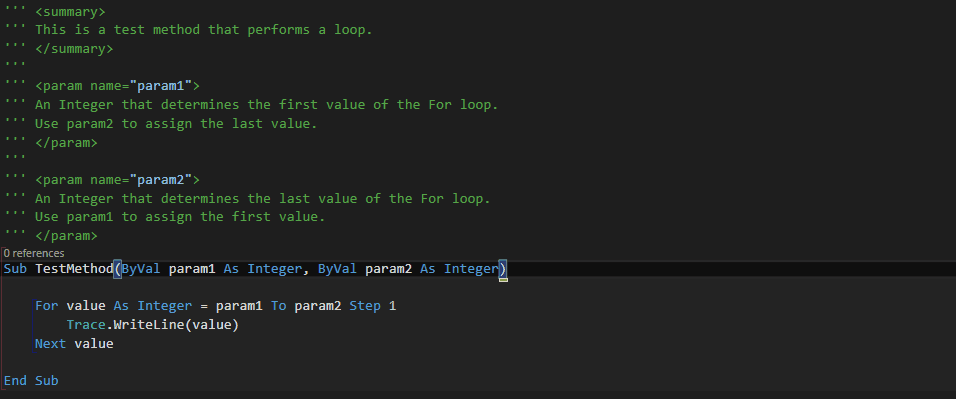 ''' <summary>
''' This is a test method that performs a loop.
''' </summary>
'''
''' <param name="param1">
''' An Integer that determines the first value of the For loop.
''' Use param2 to assign the last value.
''' </param>
'''
''' <param name="param2">
''' An Integer that determines the last value of the For loop.
''' Use param1 to assign the first value.
''' </param>
0 references
Sub TestMethod(ByVal param1 As Integer, ByVal param2 As Integer)
    For value As Integer = param1 To param2 Step 1
        Trace.WriteLine(value)
    Next value
End Sub